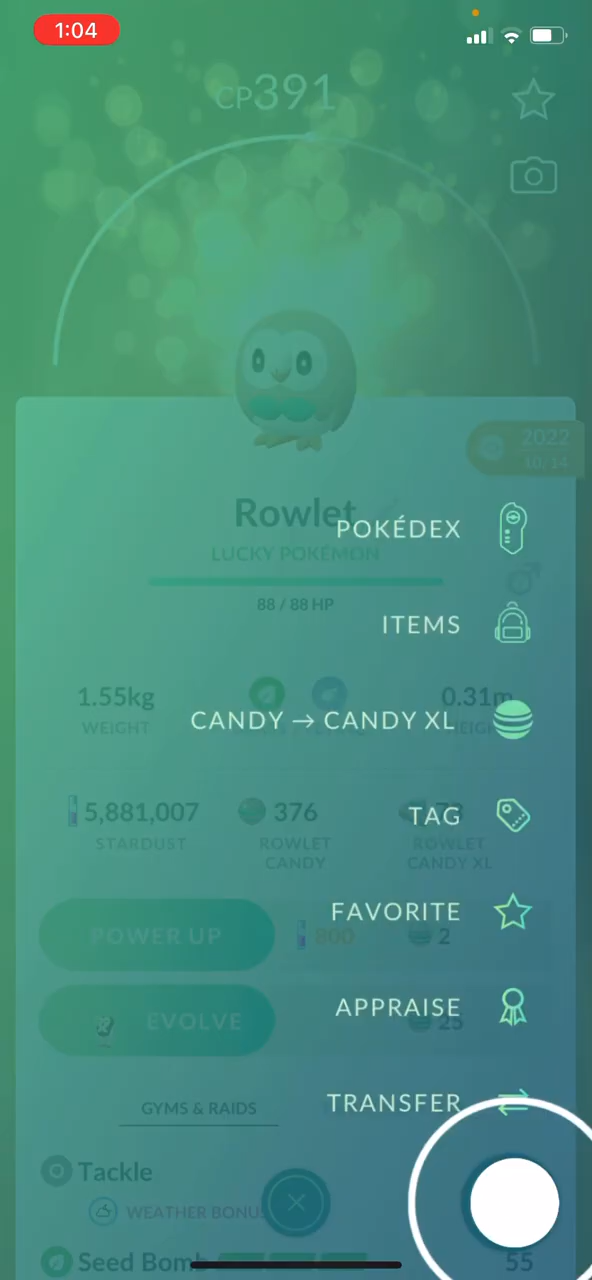 1:04
CP391
2022
10/14
Rowlet
POKÉDEX
LUCKY POKÉMON
88 / 88 HP
ITEMS
1.55kg
0.31m
WEIGHT
CANDY → CANDY XL
5,881,007
376
TAG
STARDUST
ROWLET
CANDY
ROWLET
CANDY XL
FAVORITE
POWER UP
800
2
APPRAISE
EVOLVE
25
TRANSFER
GYMS & RAIDS
Tackle
WEATHER BONUS
Seed Bomb
55